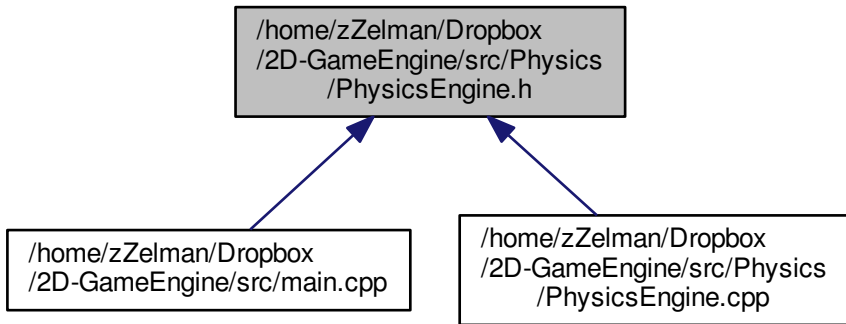 /home/zZelman/Dropbox
/2D-GameEngine/src/Physics
/PhysicsEngine.h
/home/zZelman/Dropbox
/2D-GameEngine/src/main.cpp
/home/zZelman/Dropbox
/2D-GameEngine/src/Physics
/PhysicsEngine.cpp